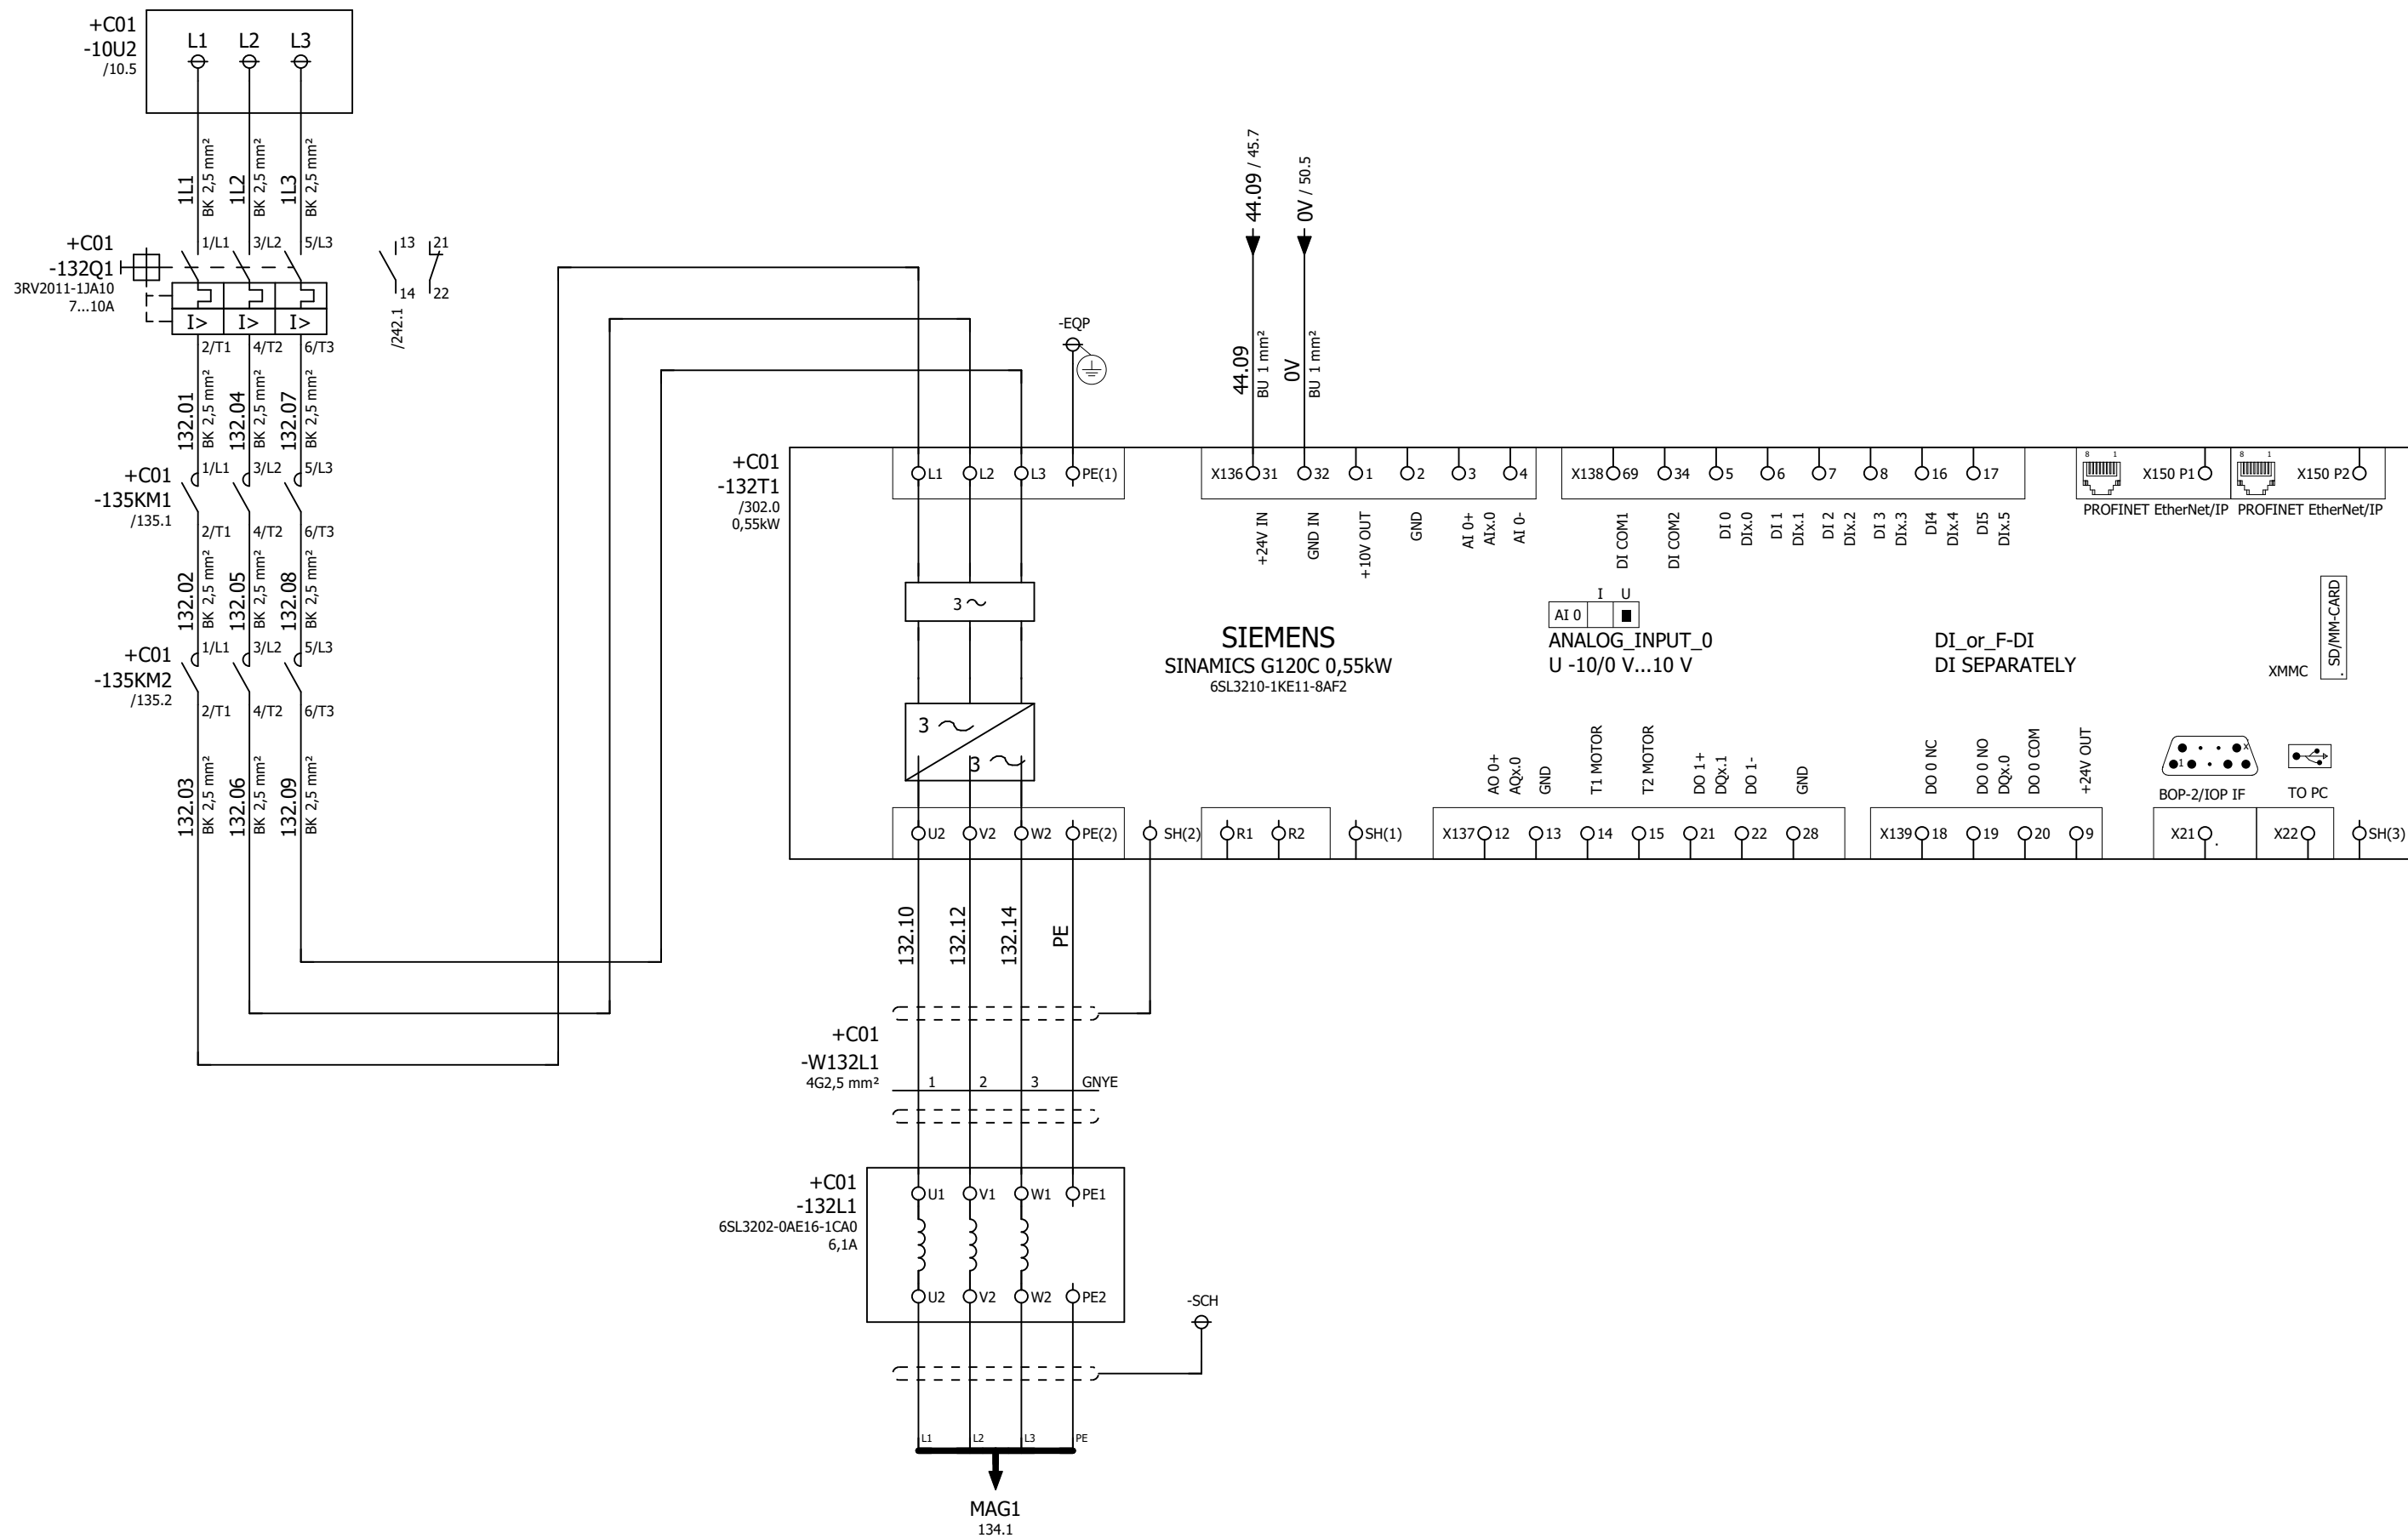 +C01
-10U2
/10.5
L1 L2 L3
1L1
BK 2,5 mm²
1L2
BK 2,5 mm²
1L3
BK 2,5 mm²
+C01
-132Q1
3RV2011-1JA10
7...10A
1/L1 3/L2 5/L3
I> I> I>
2/T1 4/T2 6/T3
13 21
14 22
/242.1
132.01
BK 2,5 mm²
132.04
BK 2,5 mm²
132.07
BK 2,5 mm²
+C01
-135KM1
/135.1
1/L1 3/L2 5/L3
2/T1 4/T2 6/T3
132.02
BK 2,5 mm²
132.05
BK 2,5 mm²
132.08
BK 2,5 mm²
+C01
-135KM2
/135.2
1/L1 3/L2 5/L3
2/T1 4/T2 6/T3
132.03
BK 2,5 mm²
132.06
BK 2,5 mm²
132.09
BK 2,5 mm²
-EQP
44.09 / 45.7
0V / 50.5
44.09
BU 1 mm²
0V
BU 1 mm²
+C01
-132T1
/302.0
0,55kW
L1 L2 L3 PE(1)
X136 31 32 1 2 3 4
+24V IN
GND IN
+10V OUT
GND
AI 0+
AIx.0
AI 0-
X138 69 34 5 6 7 8 16 17
DI COM1
DI COM2
DI 0
DIx.0
DI 1
DIx.1
DI 2
DIx.2
DI 3
DIx.3
DI4
DIx.4
DI5
DIx.5
8 1
X150 P1
PROFINET EtherNet/IP
8 1
X150 P2
PROFINET EtherNet/IP
3
3
3
SIEMENS
SINAMICS G120C 0,55kW
6SL3210-1KE11-8AF2
I U
AI 0
ANALOG_INPUT_0
U -10/0 V...10 V
DI_or_F-DI
DI SEPARATELY
XMMC
SD/MM-CARD
AO 0+
AQx.0
GND
T1 MOTOR
T2 MOTOR
DO 1+
DQx.1
DO 1-
GND
DO 0 NC
DO 0 NO
DQx.0
DO 0 COM
+24V OUT
1
x
BOP-2/IOP IF
TO PC
U2 V2 W2 PE(2) SH(2) R1 R2 SH(1)
X137 12 13 14 15 21 22 28
X139 18 19 20 9
X21
X22
SH(3)
132.10
132.12
132.14
PE
+C01
-W132L1
4G2,5 mm²
1 2 3 GNYE
+C01
-132L1
6SL3202-0AE16-1CA0
6,1A
U1 V1 W1 PE1
U2 V2 W2 PE2
-SCH
L1 L2 L3 PE
MAG1
134.1